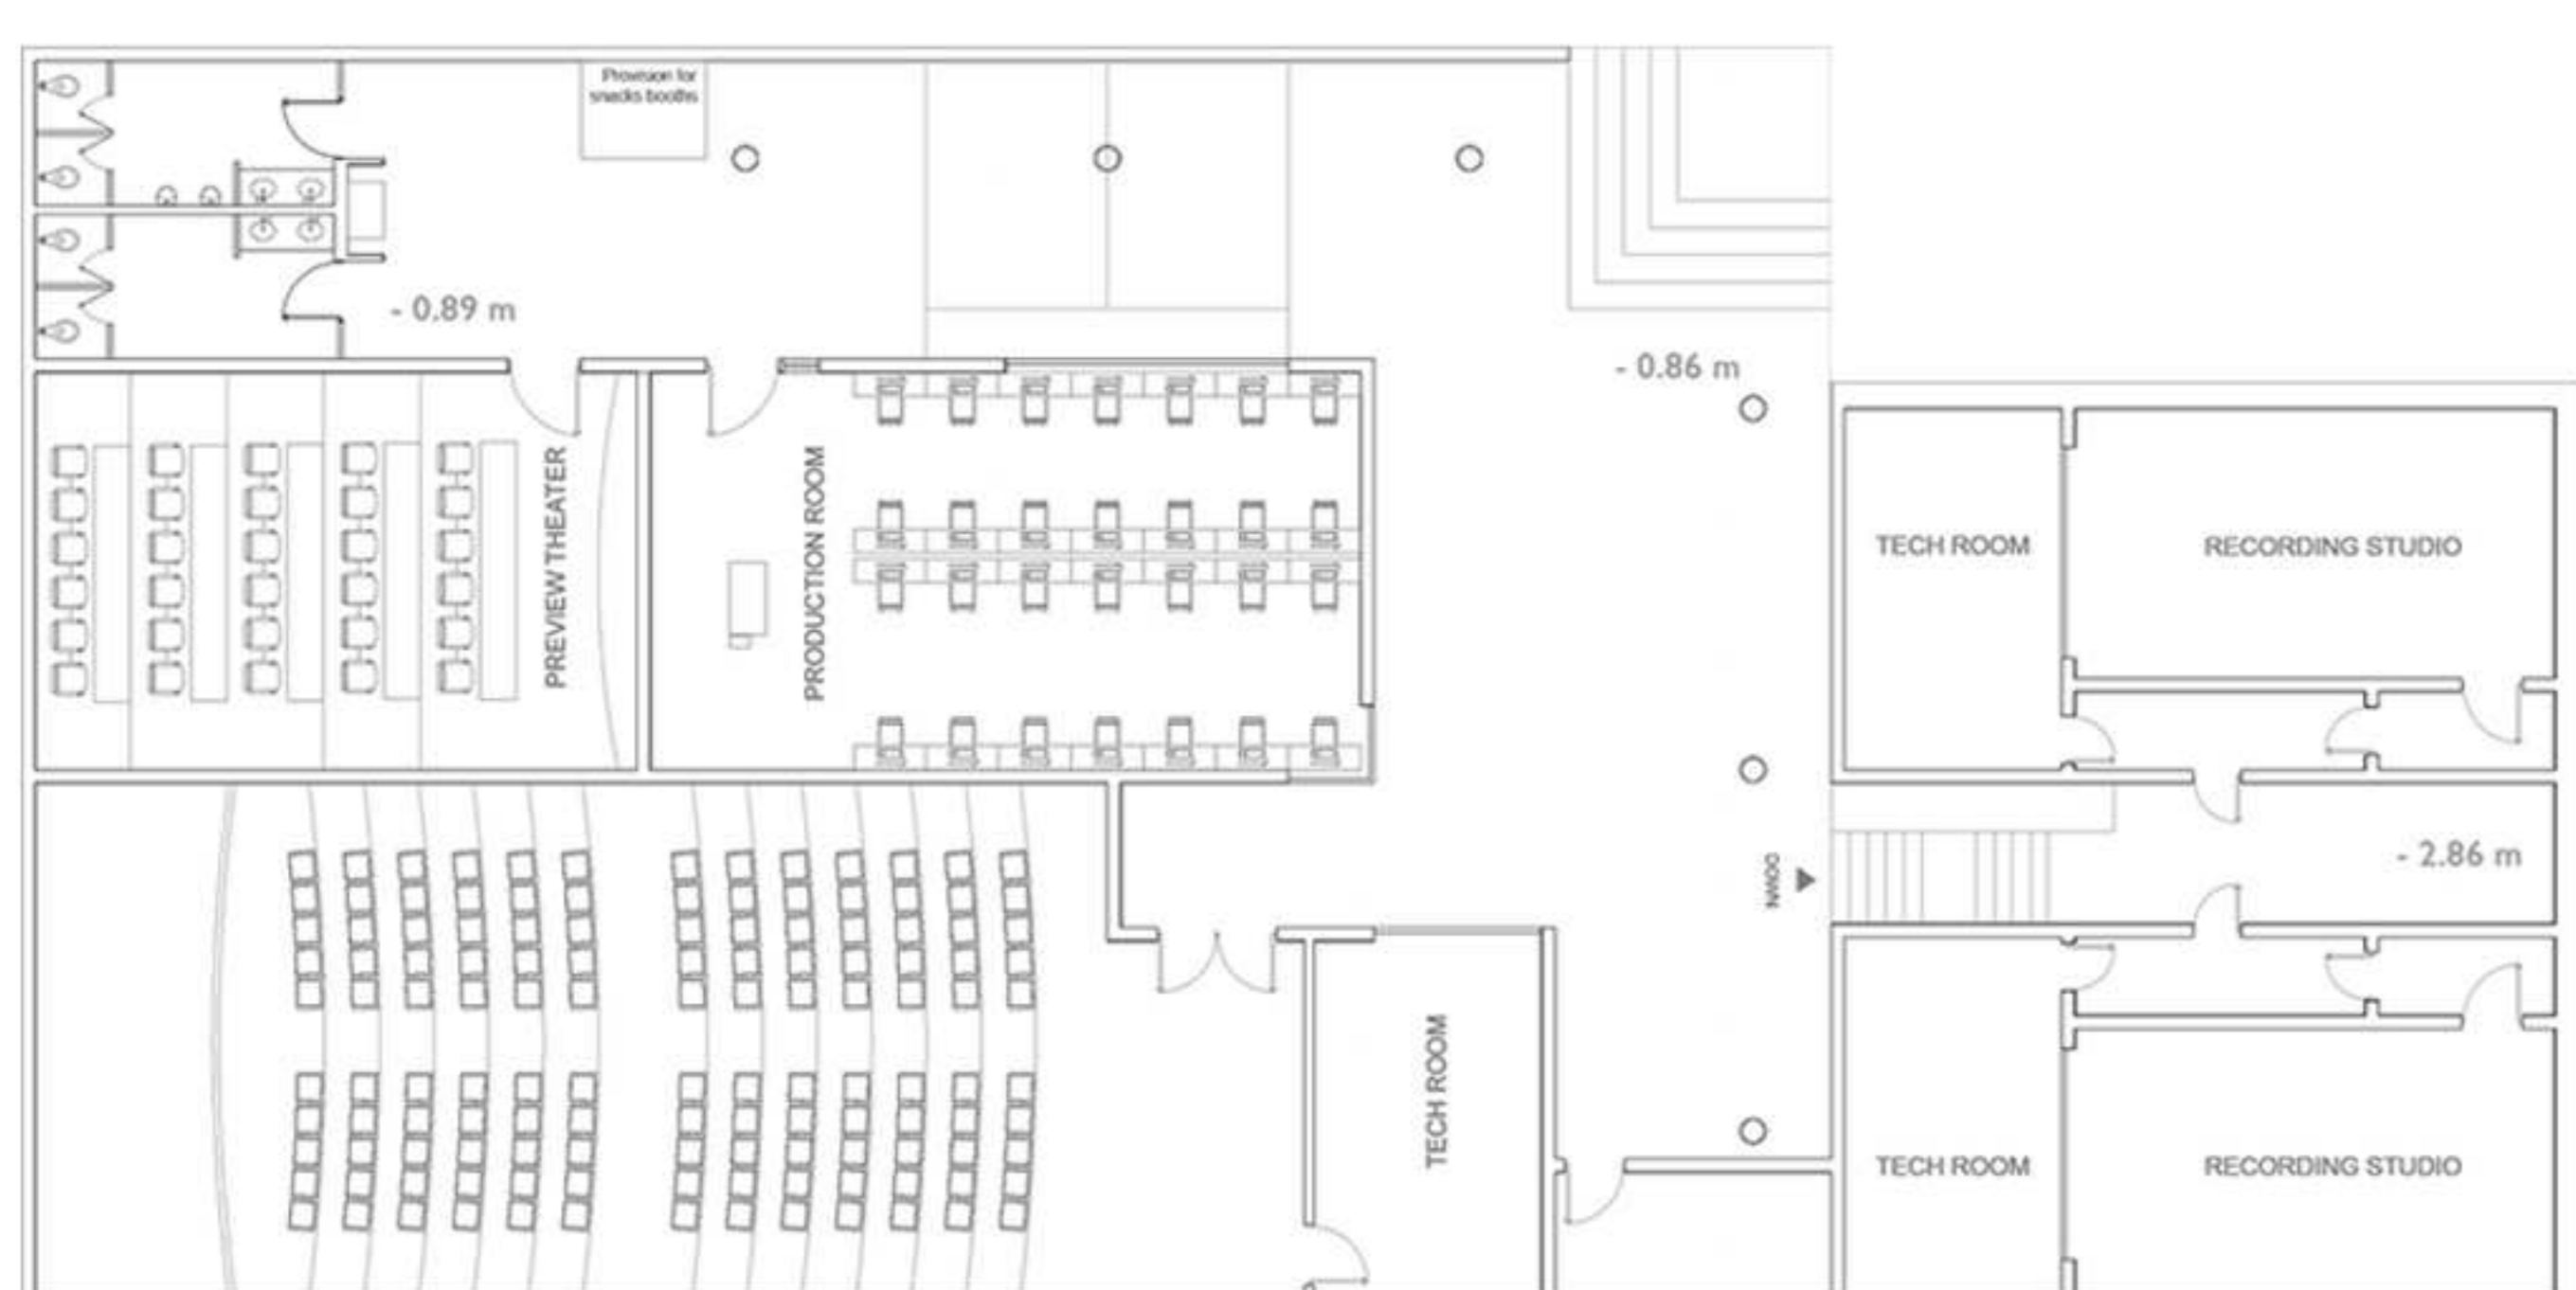 Provision for
snacks booths
- 0.89 m
- 0.86 m
PREVIEW THEATER
PRODUCTION ROOM
TECH ROOM
RECORDING STUDIO
DOWN
- 2.86 m
TECH ROOM
TECH ROOM
RECORDING STUDIO